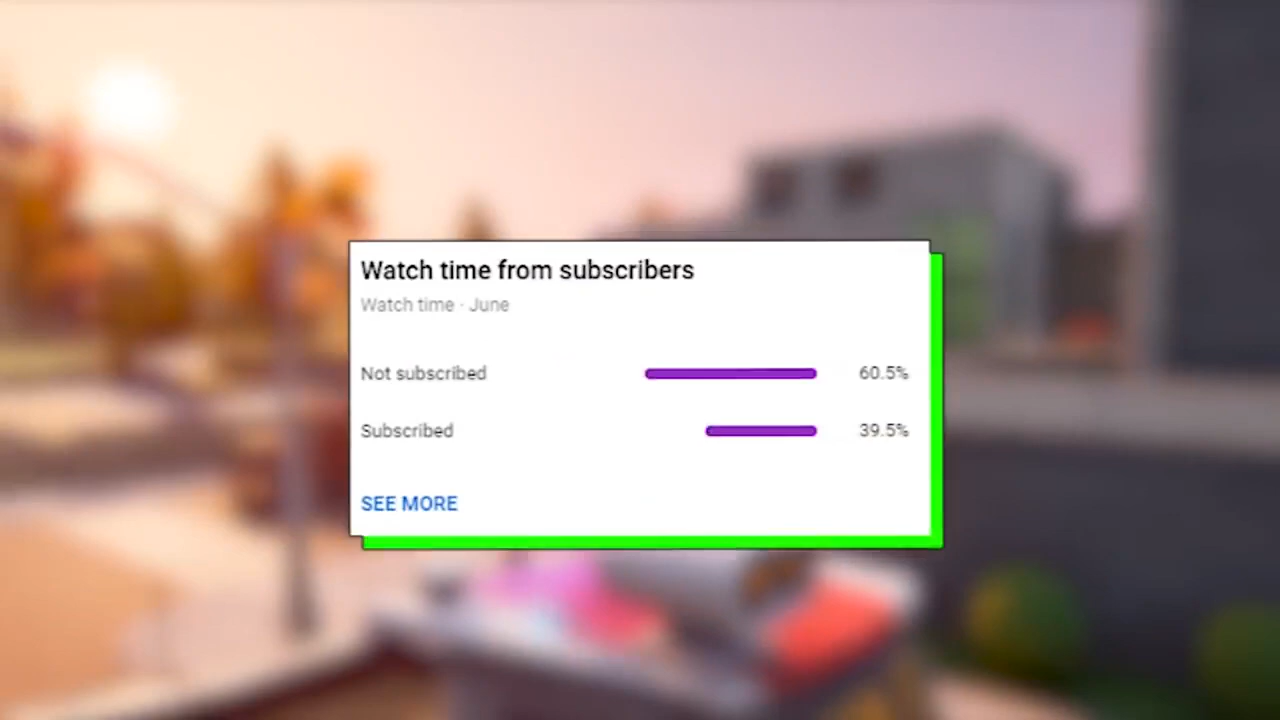 Watch time from subscribers
Watch time · June
Not subscribed 60.5%
Subscribed 39.5%
SEE MORE